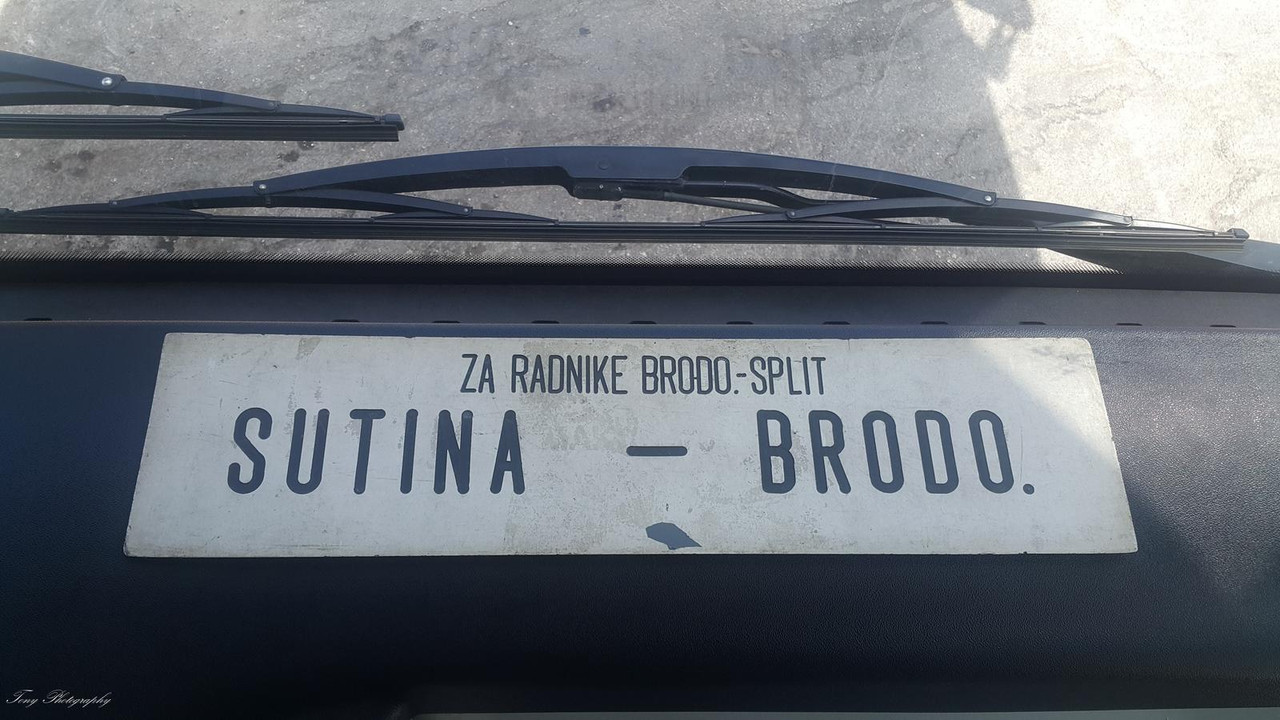 ZA RADNIKE BRODO.-SPLIT
SUTINA - BRODO.
Tony Photography